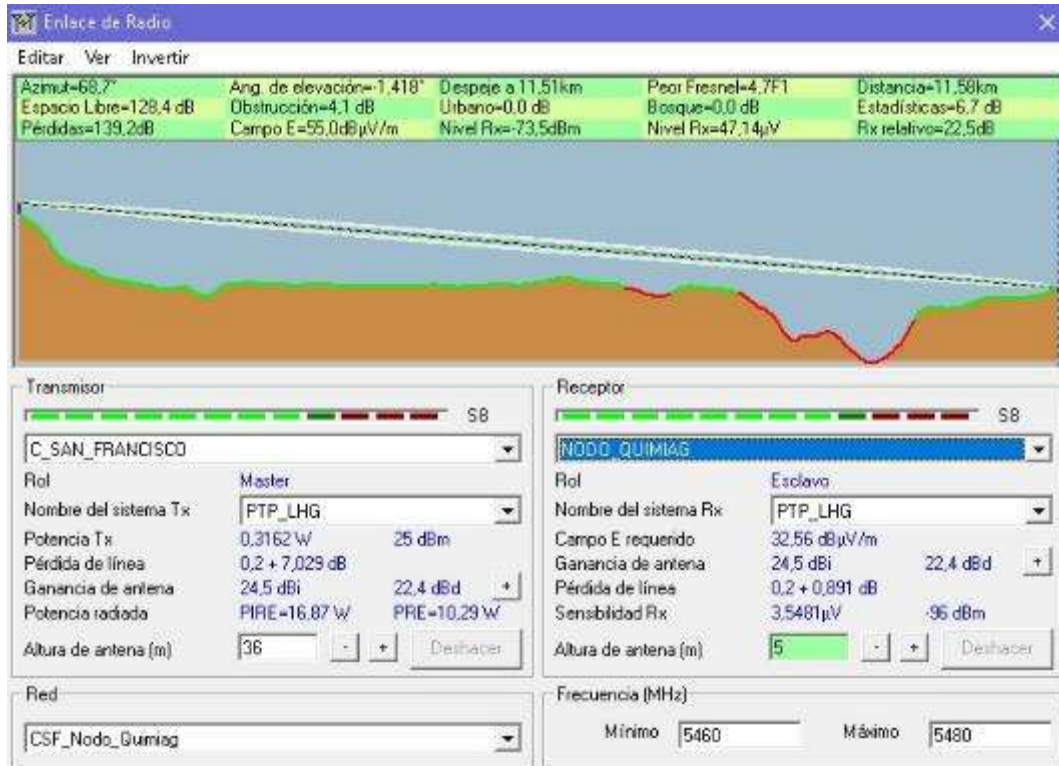 Enlace de Radio
Editar Ver Invertir
Azimut=68,7° Ang. de elevación=-1,418° Despeje a 11,51km Peor Fresnel=4,7F1 Distancia=11,58km
Espacio Libre=128,4 dB Obstrucción=4,1 dB Urbano=0,0 dB Bosque=0,0 dB Estadísticas=6,7 dB
Pérdidas=139,2dB Campo E=55,0dBµV/m Nivel Rx=-73,5dBm Nivel Rx=47,14µV Rx relativo=22,5dB
Transmisor
S8
C_SAN_FRANCISCO
Rol Master
Nombre del sistema Tx PTP_LHG
Potencia Tx 0,3162 W 25 dBm
Pérdida de línea 0,2 + 7,029 dB
Ganancia de antena 24,5 dBi 22,4 dBd +
Potencia radiada PIRE=16,87 W PRE=10,29 W
Altura de antena (m) 36 - + Deshacer
Receptor
S8
NODO_QUIMIAG
Rol Esclavo
Nombre del sistema Rx PTP_LHG
Campo E requerido 32,56 dBµV/m
Ganancia de antena 24,5 dBi 22,4 dBd +
Pérdida de línea 0,2 + 0,891 dB
Sensibilidad Rx 3,5481µV -96 dBm
Altura de antena (m) 5 - + Deshacer
Red
CSF_Nodo_Quimiag
Frecuencia (MHz)
Mínimo 5460 Máximo 5480